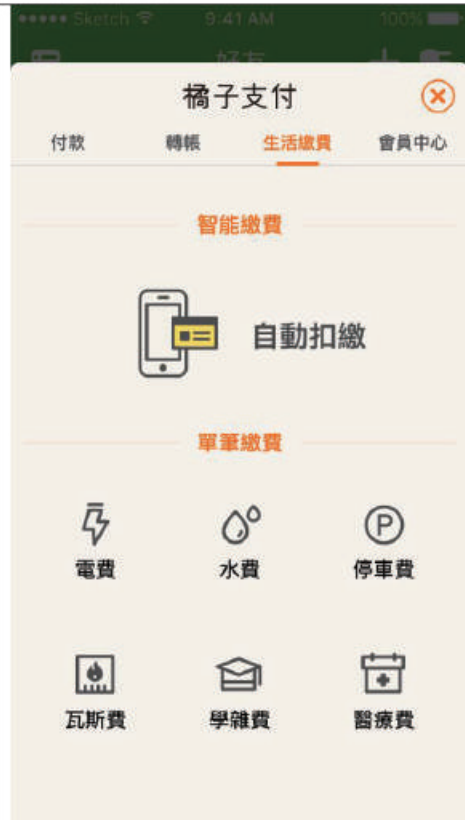 Sketch 9:41 AM 100%
好友
橘子支付
付款 轉帳 生活繳費 會員中心
智能繳費
自動扣繳
單筆繳費
電費 水費 停車費
P
瓦斯費 學雜費 醫療費